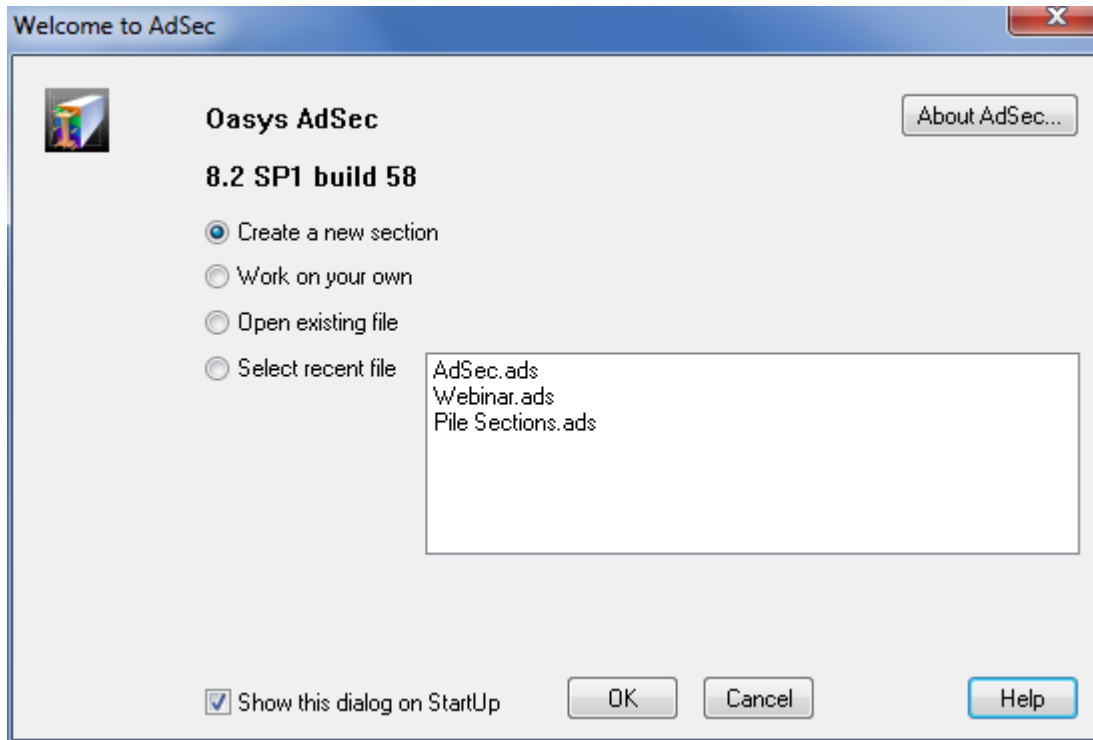 Welcome to AdSec
Oasys AdSec
About AdSec...
8.2 SP1 build 58
Create a new section
Work on your own
Open existing file
Select recent file
AdSec.ads
Webinar.ads
Pile Sections.ads
Show this dialog on StartUp
OK
Cancel
Help